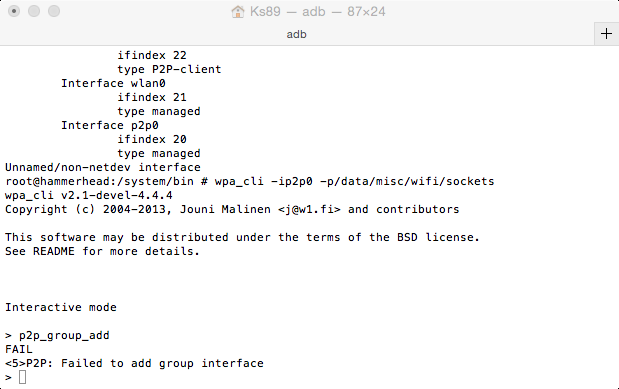 Ks89 — adb — 87×24
adb
+
ifindex 22
type P2P-client
Interface wlan0
ifindex 21
type managed
Interface p2p0
ifindex 20
type managed
Unnamed/non-netdev interface
root@hammerhead:/system/bin # wpa_cli -ip2p0 -p/data/misc/wifi/sockets
wpa_cli v2.1-devel-4.4.4
Copyright (c) 2004-2013, Jouni Malinen <j@w1.fi> and contributors
This software may be distributed under the terms of the BSD license.
See README for more details.
Interactive mode
> p2p_group_add
FAIL
<5>P2P: Failed to add group interface
>